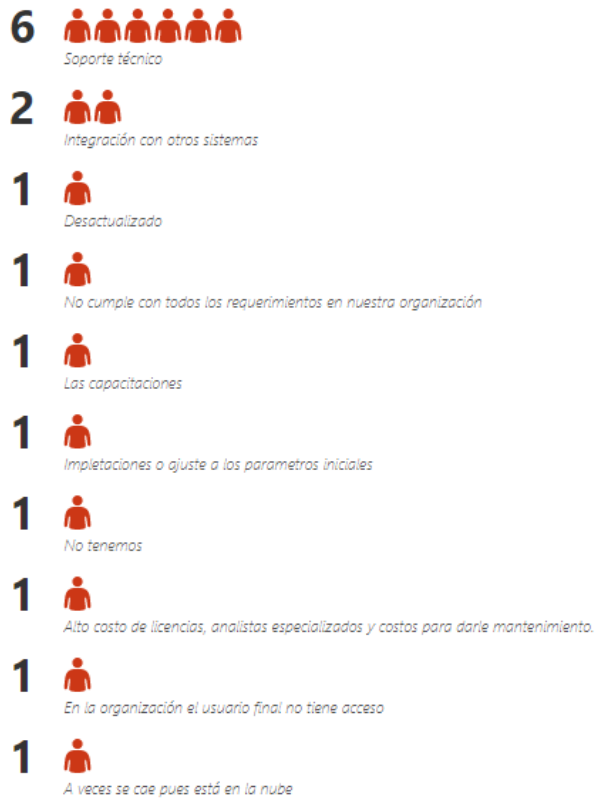 6
Soporte técnico
2
Integración con otros sistemas
1
Desactualizado
1
No cumple con todos los requerimientos en nuestra organización
1
Las capacitaciones
1
Impletaciones o ajuste a los parametros iniciales
1
No tenemos
1
Alto costo de licencias, analistas especializados y costos para darle mantenimiento.
1
En la organización el usuario final no tiene acceso
1
A veces se cae pues está en la nube